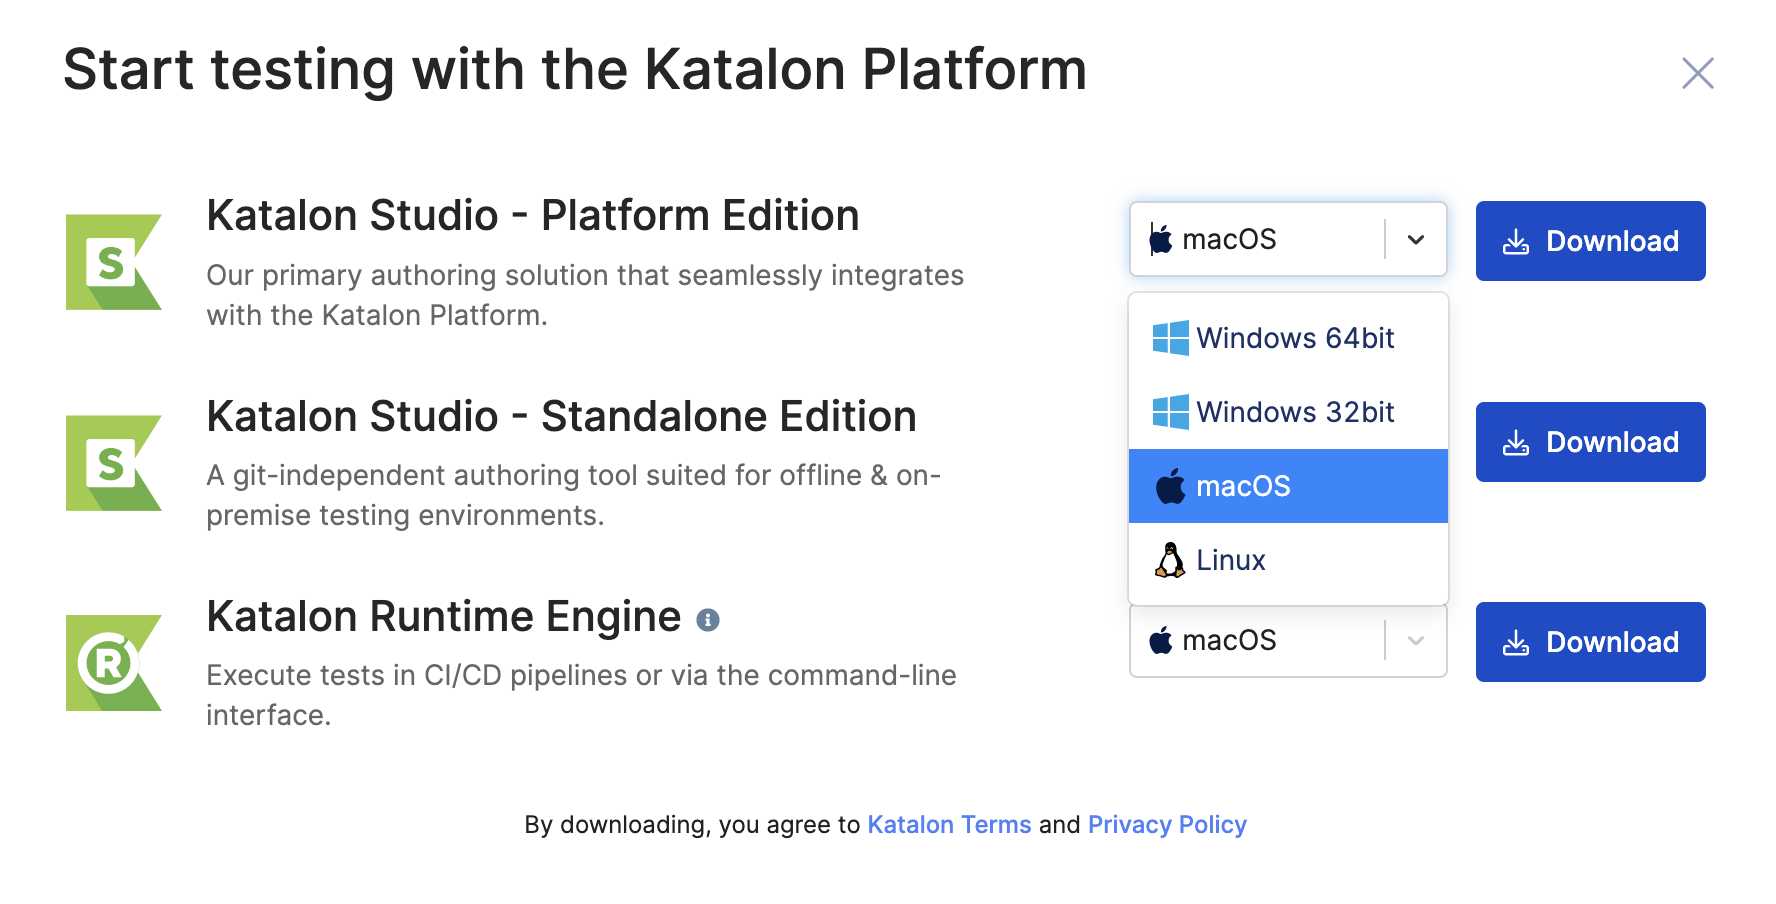 Start testing with the Katalon Platform
S
Katalon Studio - Platform Edition
Our primary authoring solution that seamlessly integrates
with the Katalon Platform.
macOS
Download
Windows 64bit
Windows 32bit
macOS
Linux
S
Katalon Studio - Standalone Edition
A git-independent authoring tool suited for offline & on-
premise testing environments.
Download
R
Katalon Runtime Engine
Execute tests in CI/CD pipelines or via the command-line
interface.
macOS
Download
By downloading, you agree to Katalon Terms and Privacy Policy